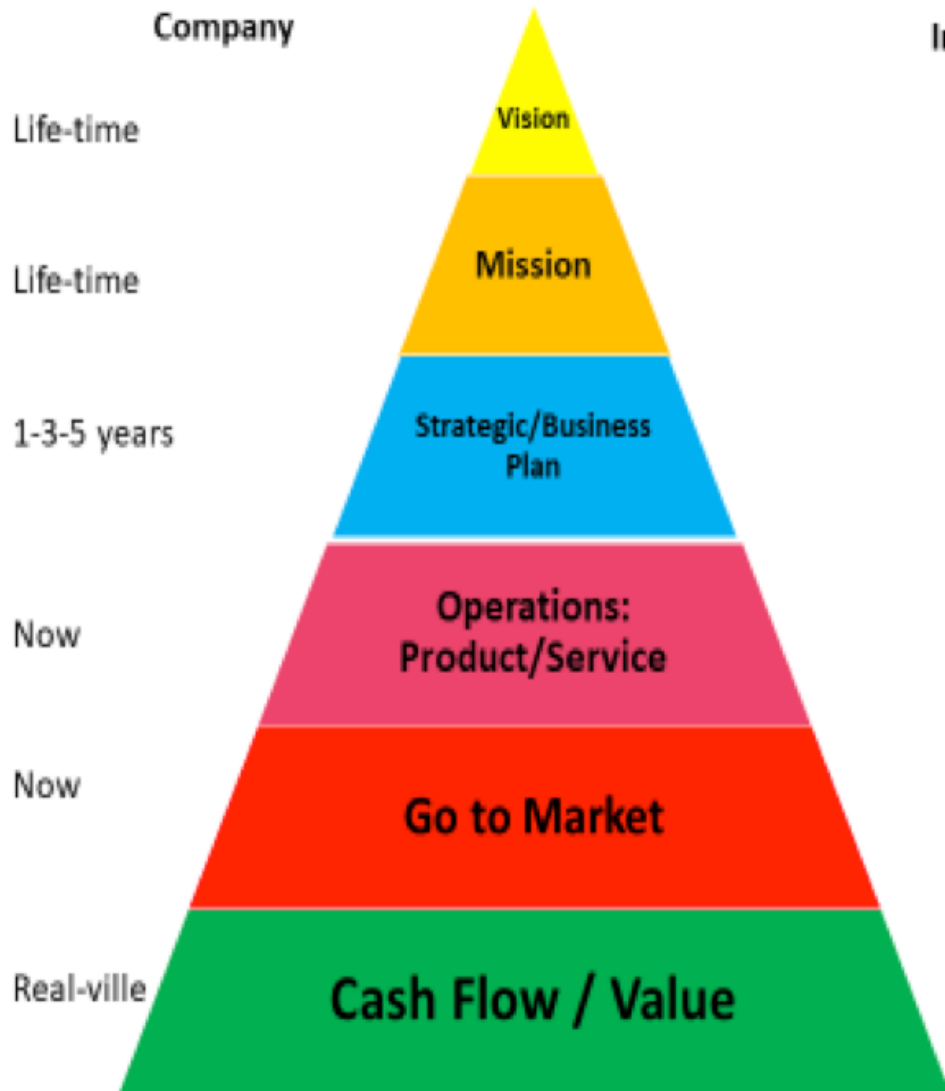 Company
Life-time
Vision
Life-time
Mission
1-3-5 years
Strategic/Business
Plan
Now
Operations:
Product/Service
Now
Go to Market
Real-ville
Cash Flow / Value